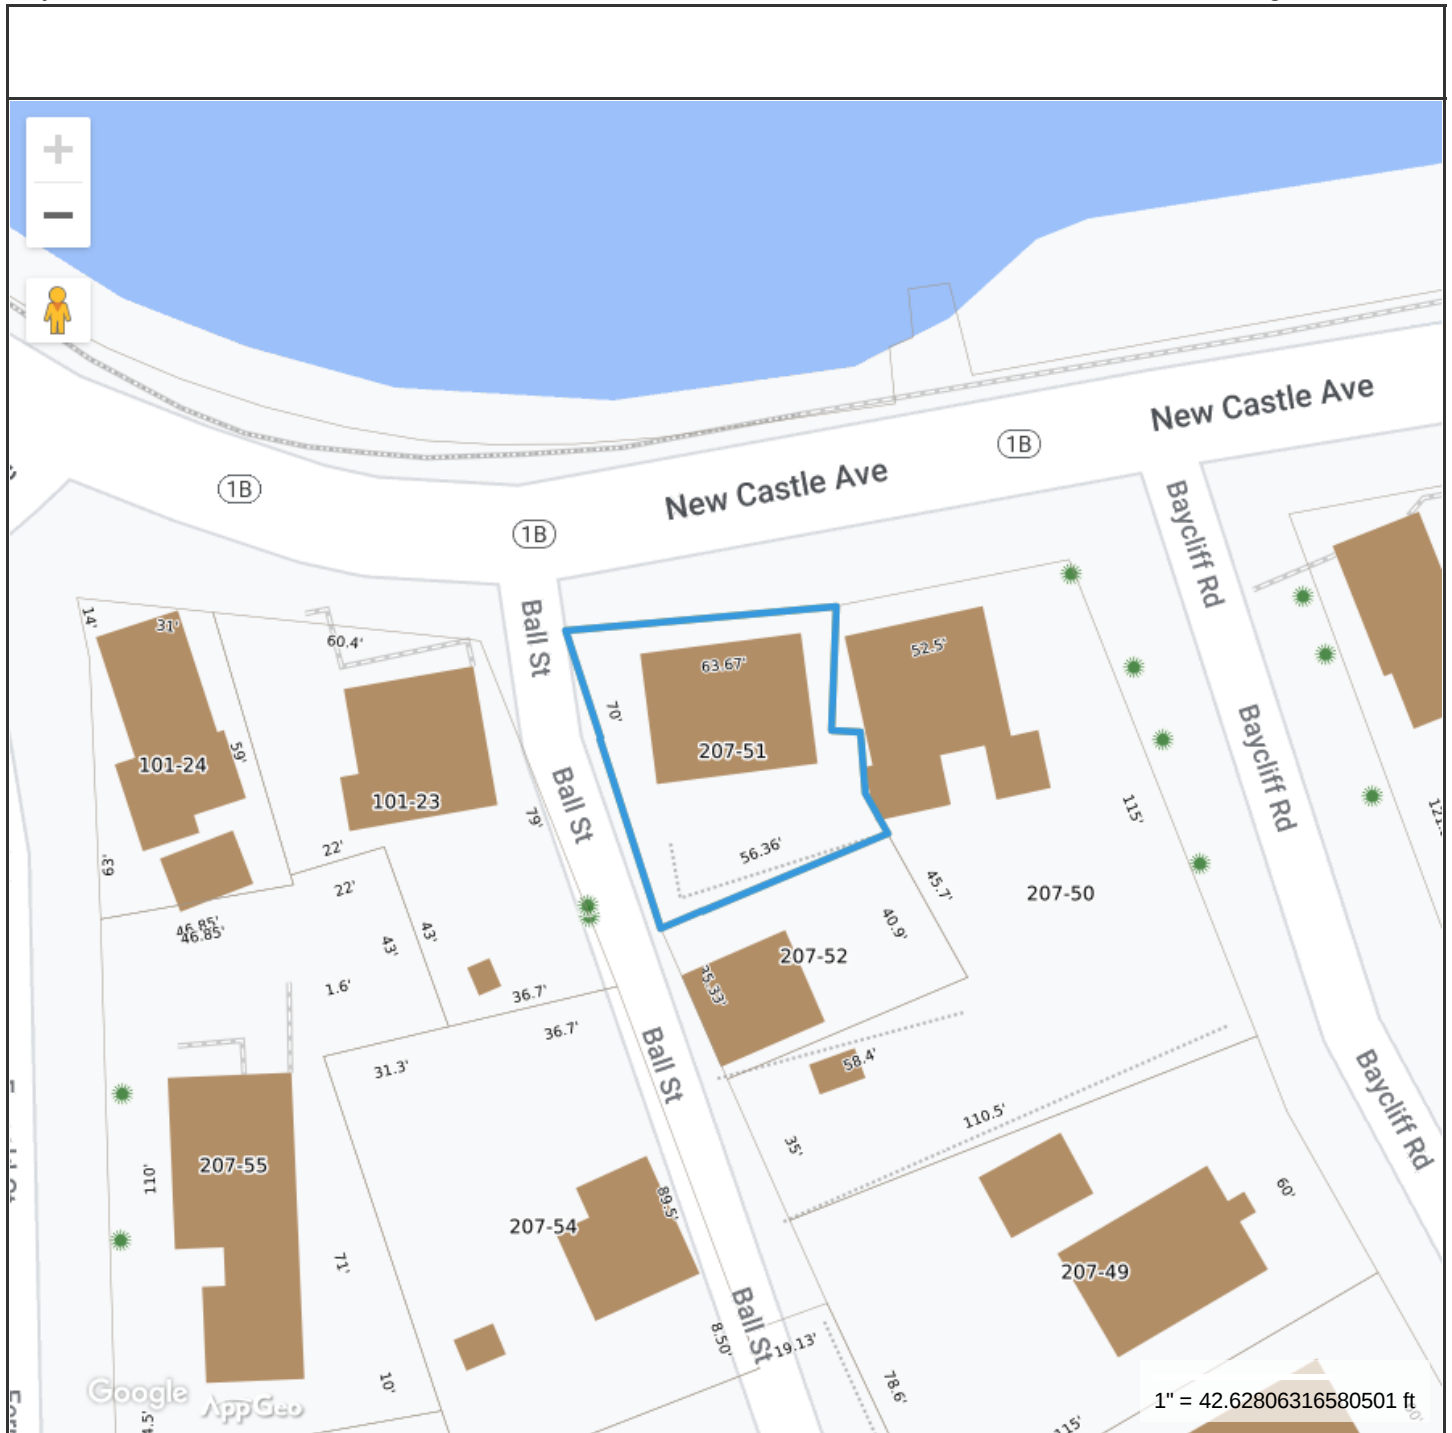 New Castle Ave
1B
New Castle Ave
1B
1B
Baycliff Rd
Ball St
14'
31'
60.4'
63.67'
52.5'
70'
207-51
59'
101-24
101-23
Ball St
Baycliff Rd
79'
115'
22'
56.36'
63'
22'
45.7'
207-50
46.85'
46.85'
43'
43'
40.9'
207-52
1.6'
36.7'
36.7'
31.3'
58.4'
Ball St
Baycliff Rd
110.5'
35'
207-55
110'
89.5'
60'
207-54
71'
207-49
Ball St
8.50'
19.13'
10'
78.6'
115'
Google
AppGeo
1" = 42.62806316580501 ft